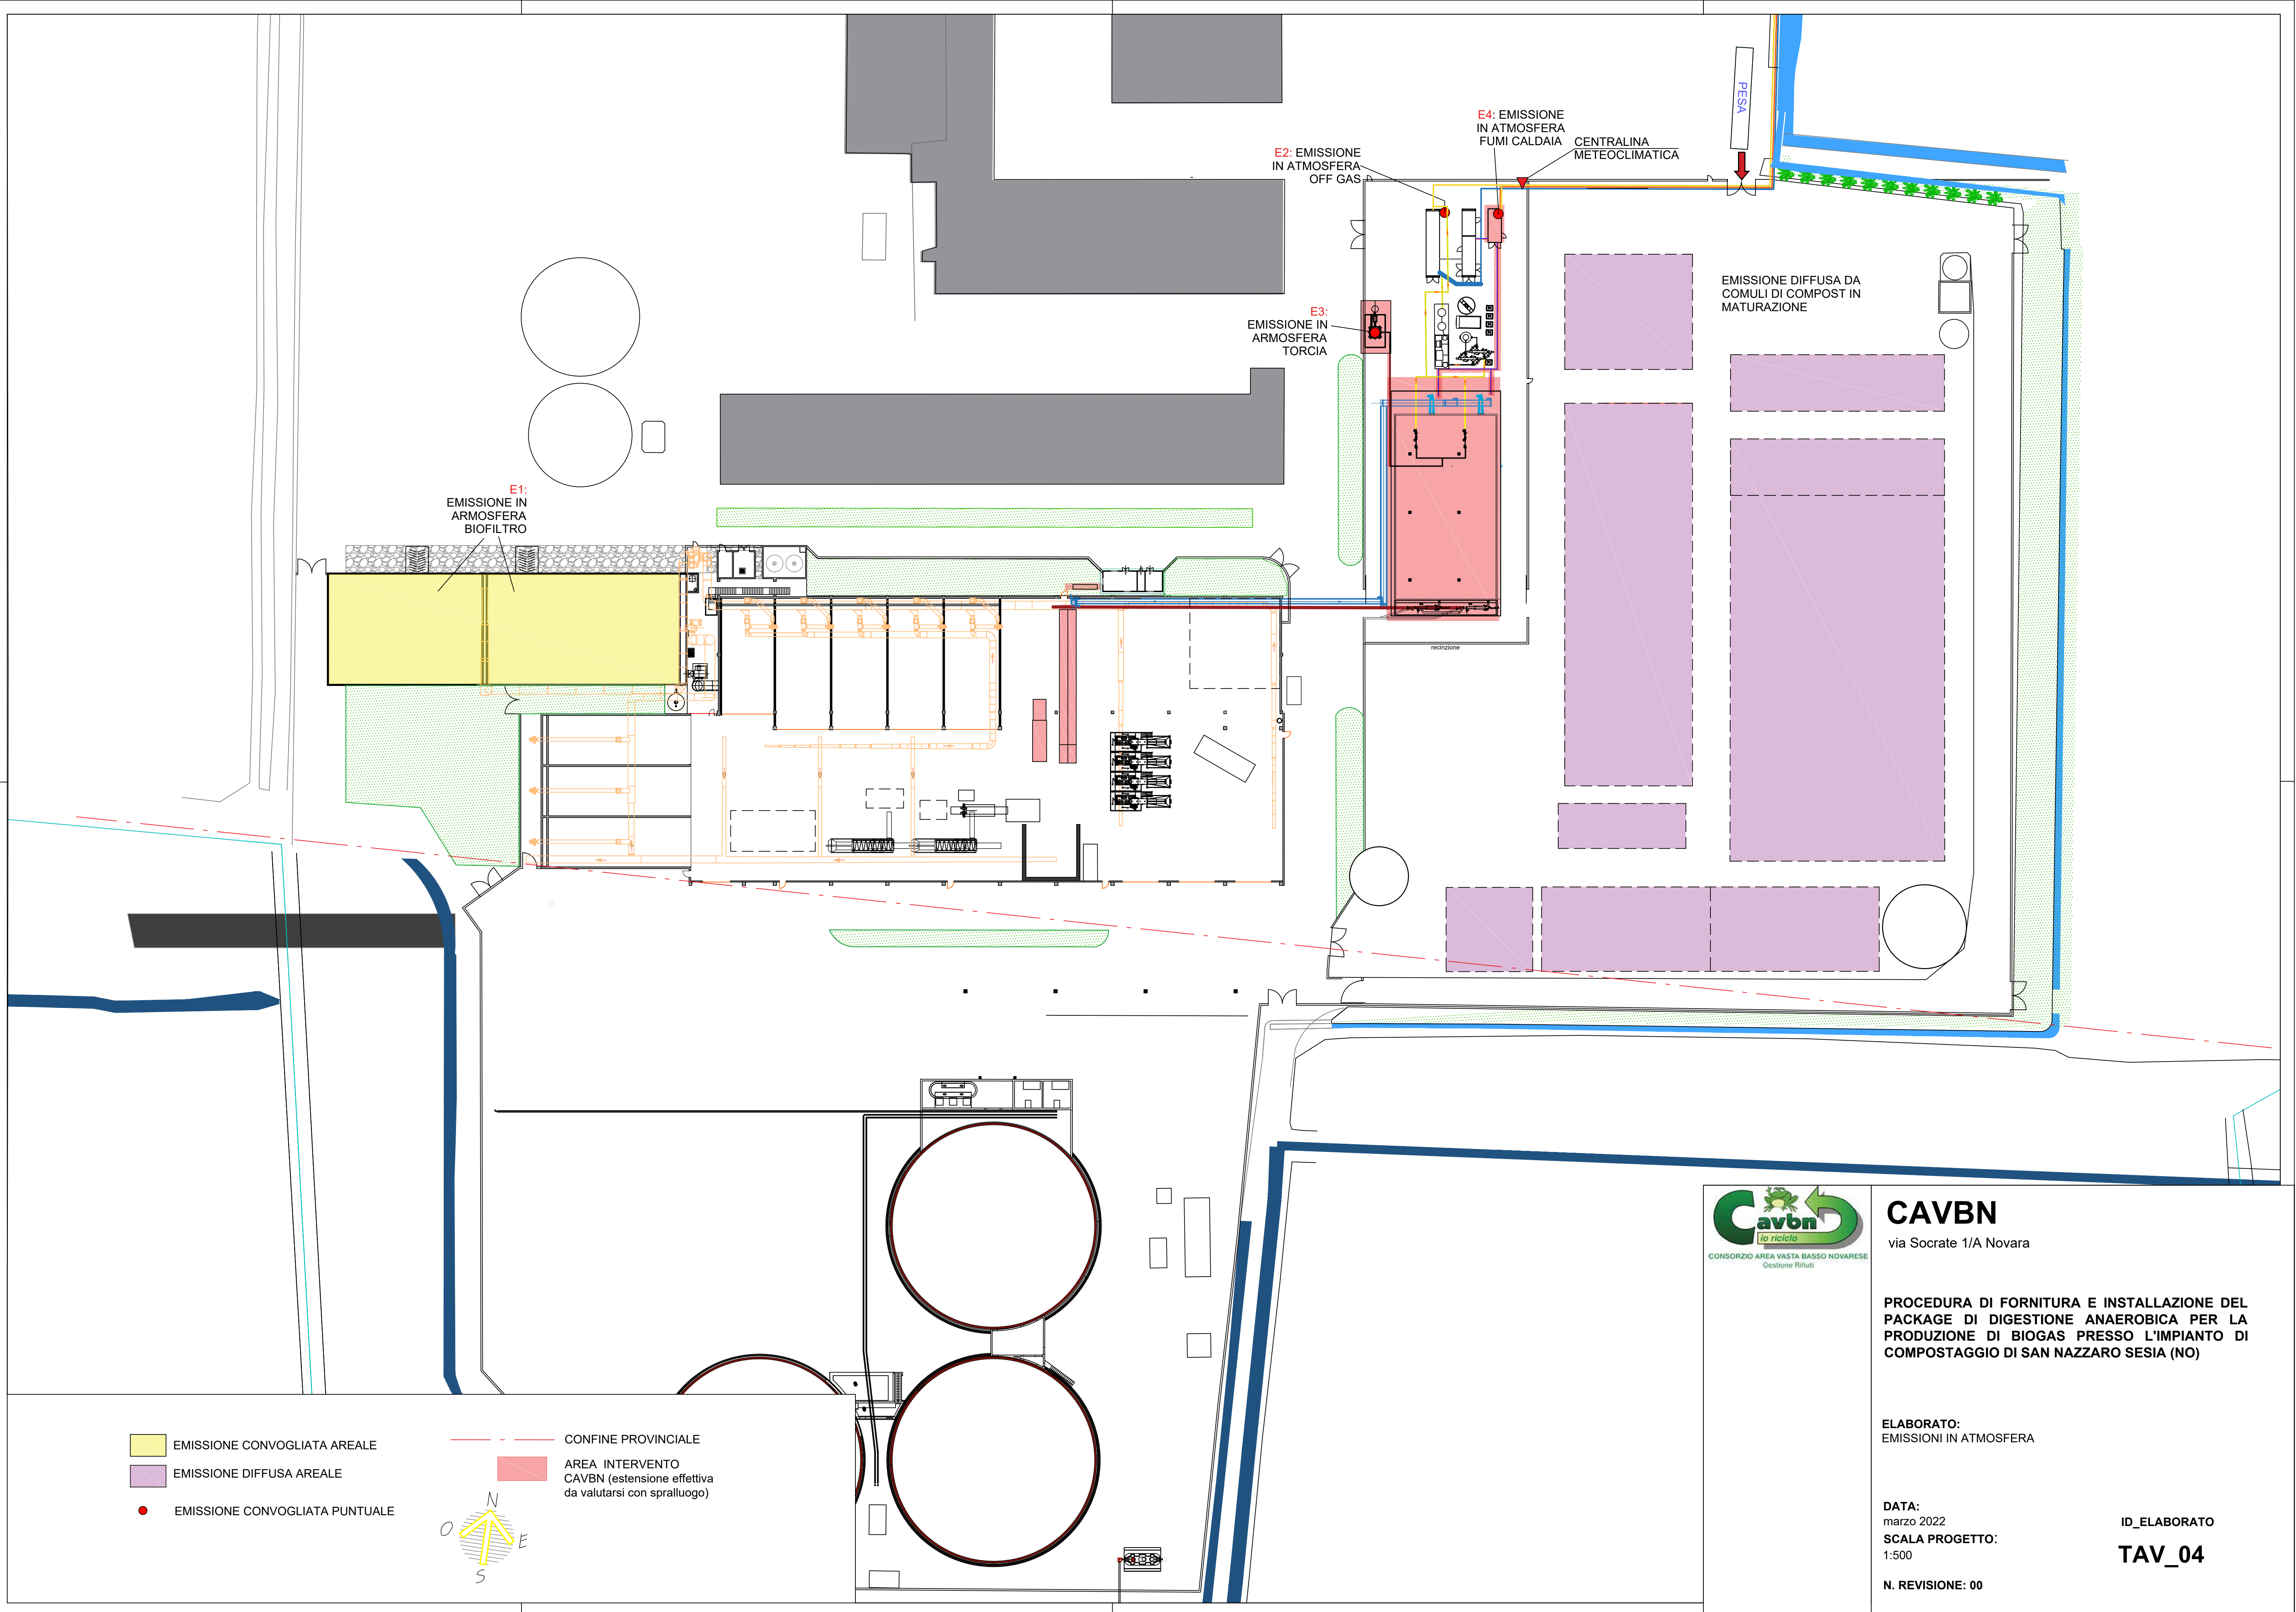 PESA
E4: EMISSIONE
IN ATMOSFERA
FUMI CALDAIA
CENTRALINA
METEOCLIMATICA
E2: EMISSIONE
IN ATMOSFERA
OFF GAS
EMISSIONE DIFFUSA DA
COMULI DI COMPOST IN
MATURAZIONE
E3:
EMISSIONE IN
ARMOSFERA
TORCIA
E1:
EMISSIONE IN
ARMOSFERA
BIOFILTRO
recinzione
EMISSIONE CONVOGLIATA AREALE
EMISSIONE DIFFUSA AREALE
EMISSIONE CONVOGLIATA PUNTUALE
CONFINE PROVINCIALE
AREA INTERVENTO
CAVBN (estensione effettiva
da valutarsi con spralluogo)
N
O
E
S
Cavbn
io riciclo
CONSORZIO AREA VASTA BASSO NOVARESE
Gestione Rifiuti
CAVBN
via Socrate 1/A Novara
PROCEDURA DI FORNITURA E INSTALLAZIONE DEL
PACKAGE DI DIGESTIONE ANAEROBICA PER LA
PRODUZIONE DI BIOGAS PRESSO L'IMPIANTO DI
COMPOSTAGGIO DI SAN NAZZARO SESIA (NO)
ELABORATO:
EMISSIONI IN ATMOSFERA
DATA:
marzo 2022
SCALA PROGETTO:
1:500
N. REVISIONE: 00
ID_ELABORATO
TAV_04